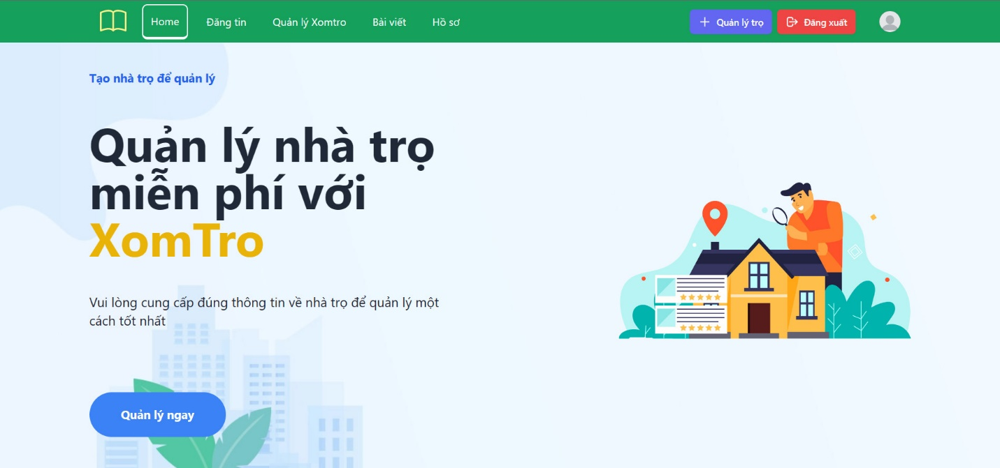 Home
Đăng tin
Quản lý Xomtro
Bài viết
Hồ sơ
Quản lý trọ
Đăng xuất
Tạo nhà trọ để quản lý
Quản lý nhà trọ
miễn phí với
XomTro
Vui lòng cung cấp đúng thông tin về nhà trọ để quản lý một
cách tốt nhất
Quản lý ngay